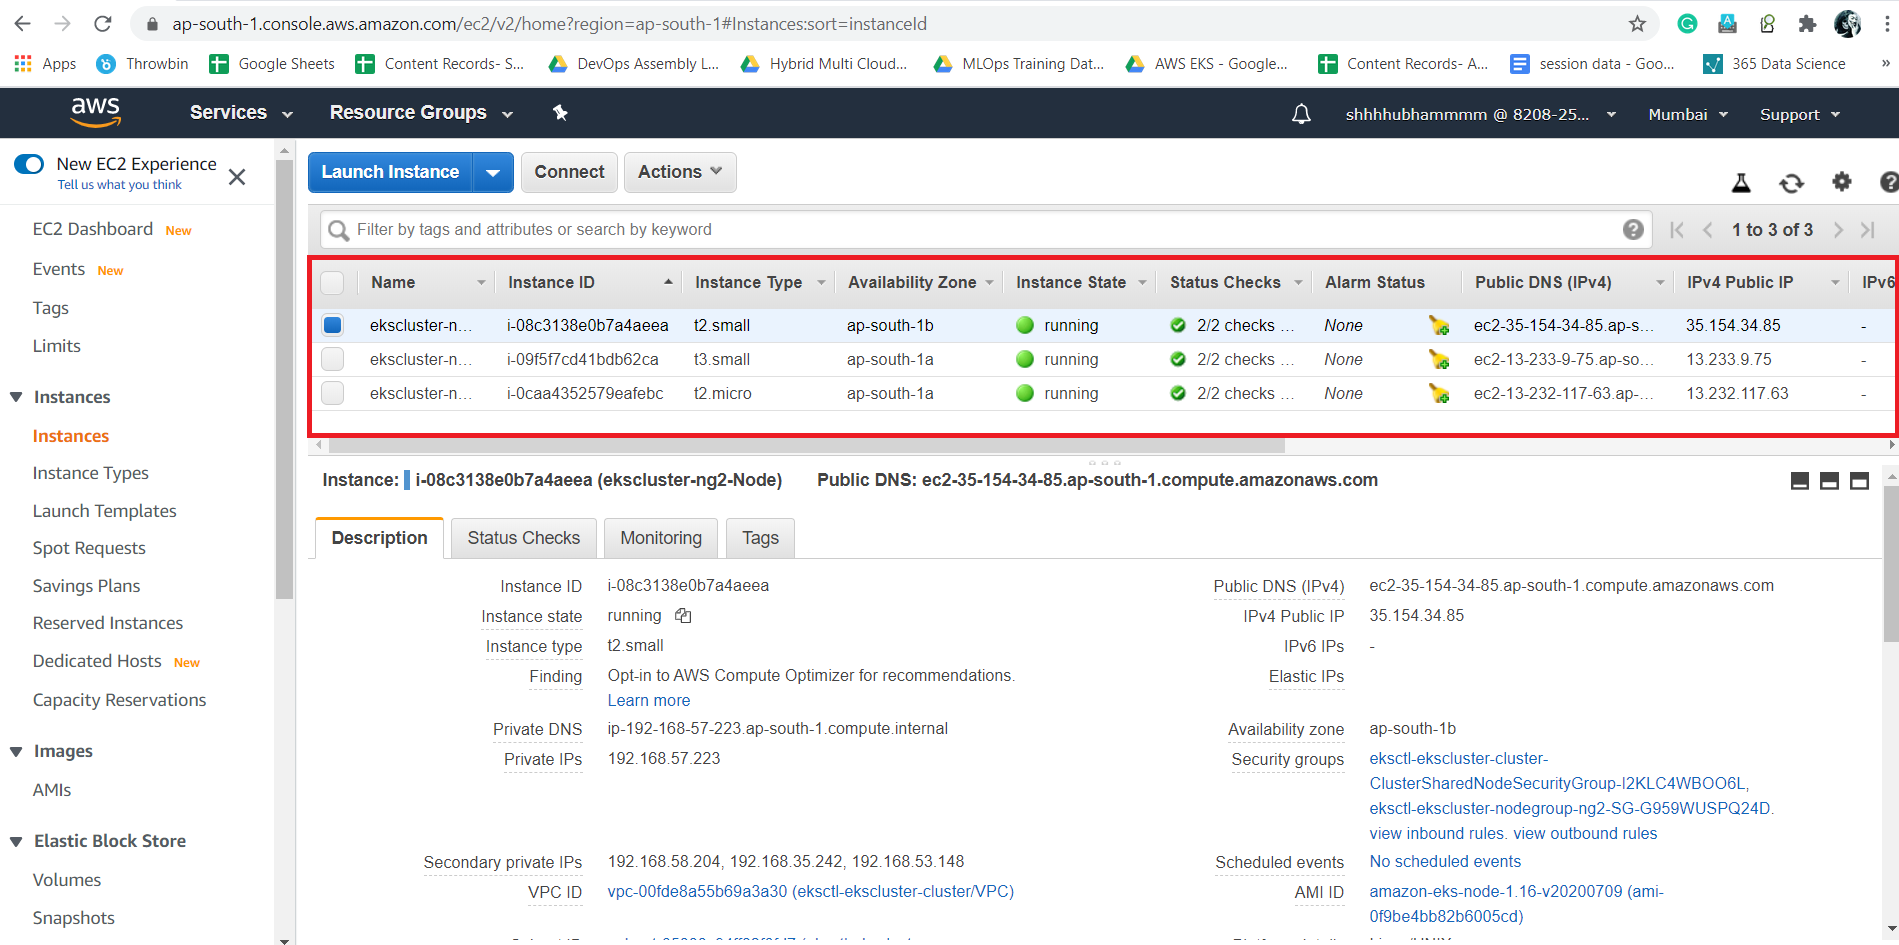 ap-south-1.console.aws.amazon.com/ec2/v2/home?region=ap-south-1#Instances:sort=instanceId
Apps Throwbin Google Sheets Content Records- S... DevOps Assembly L... Hybrid Multi Cloud... MLOps Training Dat... AWS EKS - Google... Content Records- A... session data - Goo... 365 Data Science »
aws Services Resource Groups shhhhubhammmm @ 8208-25... Mumbai Support
New EC2 Experience
Tell us what you think
EC2 Dashboard New
Events New
Tags
Limits
Instances
Instances
Instance Types
Launch Templates
Spot Requests
Savings Plans
Reserved Instances
Dedicated Hosts New
Capacity Reservations
Images
AMIs
Elastic Block Store
Volumes
Snapshots
Launch Instance Connect Actions
Filter by tags and attributes or search by keyword 1 to 3 of 3
Name Instance ID Instance Type Availability Zone Instance State Status Checks Alarm Status Public DNS (IPv4) IPv4 Public IP IPv6
ekscluster-n... i-08c3138e0b7a4aeea t2.small ap-south-1b running 2/2 checks ... None ec2-35-154-34-85.ap-s... 35.154.34.85 -
ekscluster-n... i-09f5f7cd41bdb62ca t3.small ap-south-1a running 2/2 checks ... None ec2-13-233-9-75.ap-so... 13.233.9.75 -
ekscluster-n... i-0caa4352579eafebc t2.micro ap-south-1a running 2/2 checks ... None ec2-13-232-117-63.ap-... 13.232.117.63 -
Instance: i-08c3138e0b7a4aeea (ekscluster-ng2-Node) Public DNS: ec2-35-154-34-85.ap-south-1.compute.amazonaws.com
Description Status Checks Monitoring Tags
Instance ID i-08c3138e0b7a4aeea
Instance state running
Instance type t2.small
Finding Opt-in to AWS Compute Optimizer for recommendations.
Learn more
Private DNS ip-192-168-57-223.ap-south-1.compute.internal
Private IPs 192.168.57.223
Secondary private IPs 192.168.58.204, 192.168.35.242, 192.168.53.148
VPC ID vpc-00fde8a55b69a3a30 (eksctl-ekscluster-cluster/VPC)
Public DNS (IPv4) ec2-35-154-34-85.ap-south-1.compute.amazonaws.com
IPv4 Public IP 35.154.34.85
IPv6 IPs -
Elastic IPs
Availability zone ap-south-1b
Security groups eksctl-ekscluster-cluster-
ClusterSharedNodeSecurityGroup-I2KLC4WBOO6L,
eksctl-ekscluster-nodegroup-ng2-SG-G959WUSPQ24D.
view inbound rules. view outbound rules
Scheduled events No scheduled events
AMI ID amazon-eks-node-1.16-v20200709 (ami-
0f9be4bb82b6005cd)